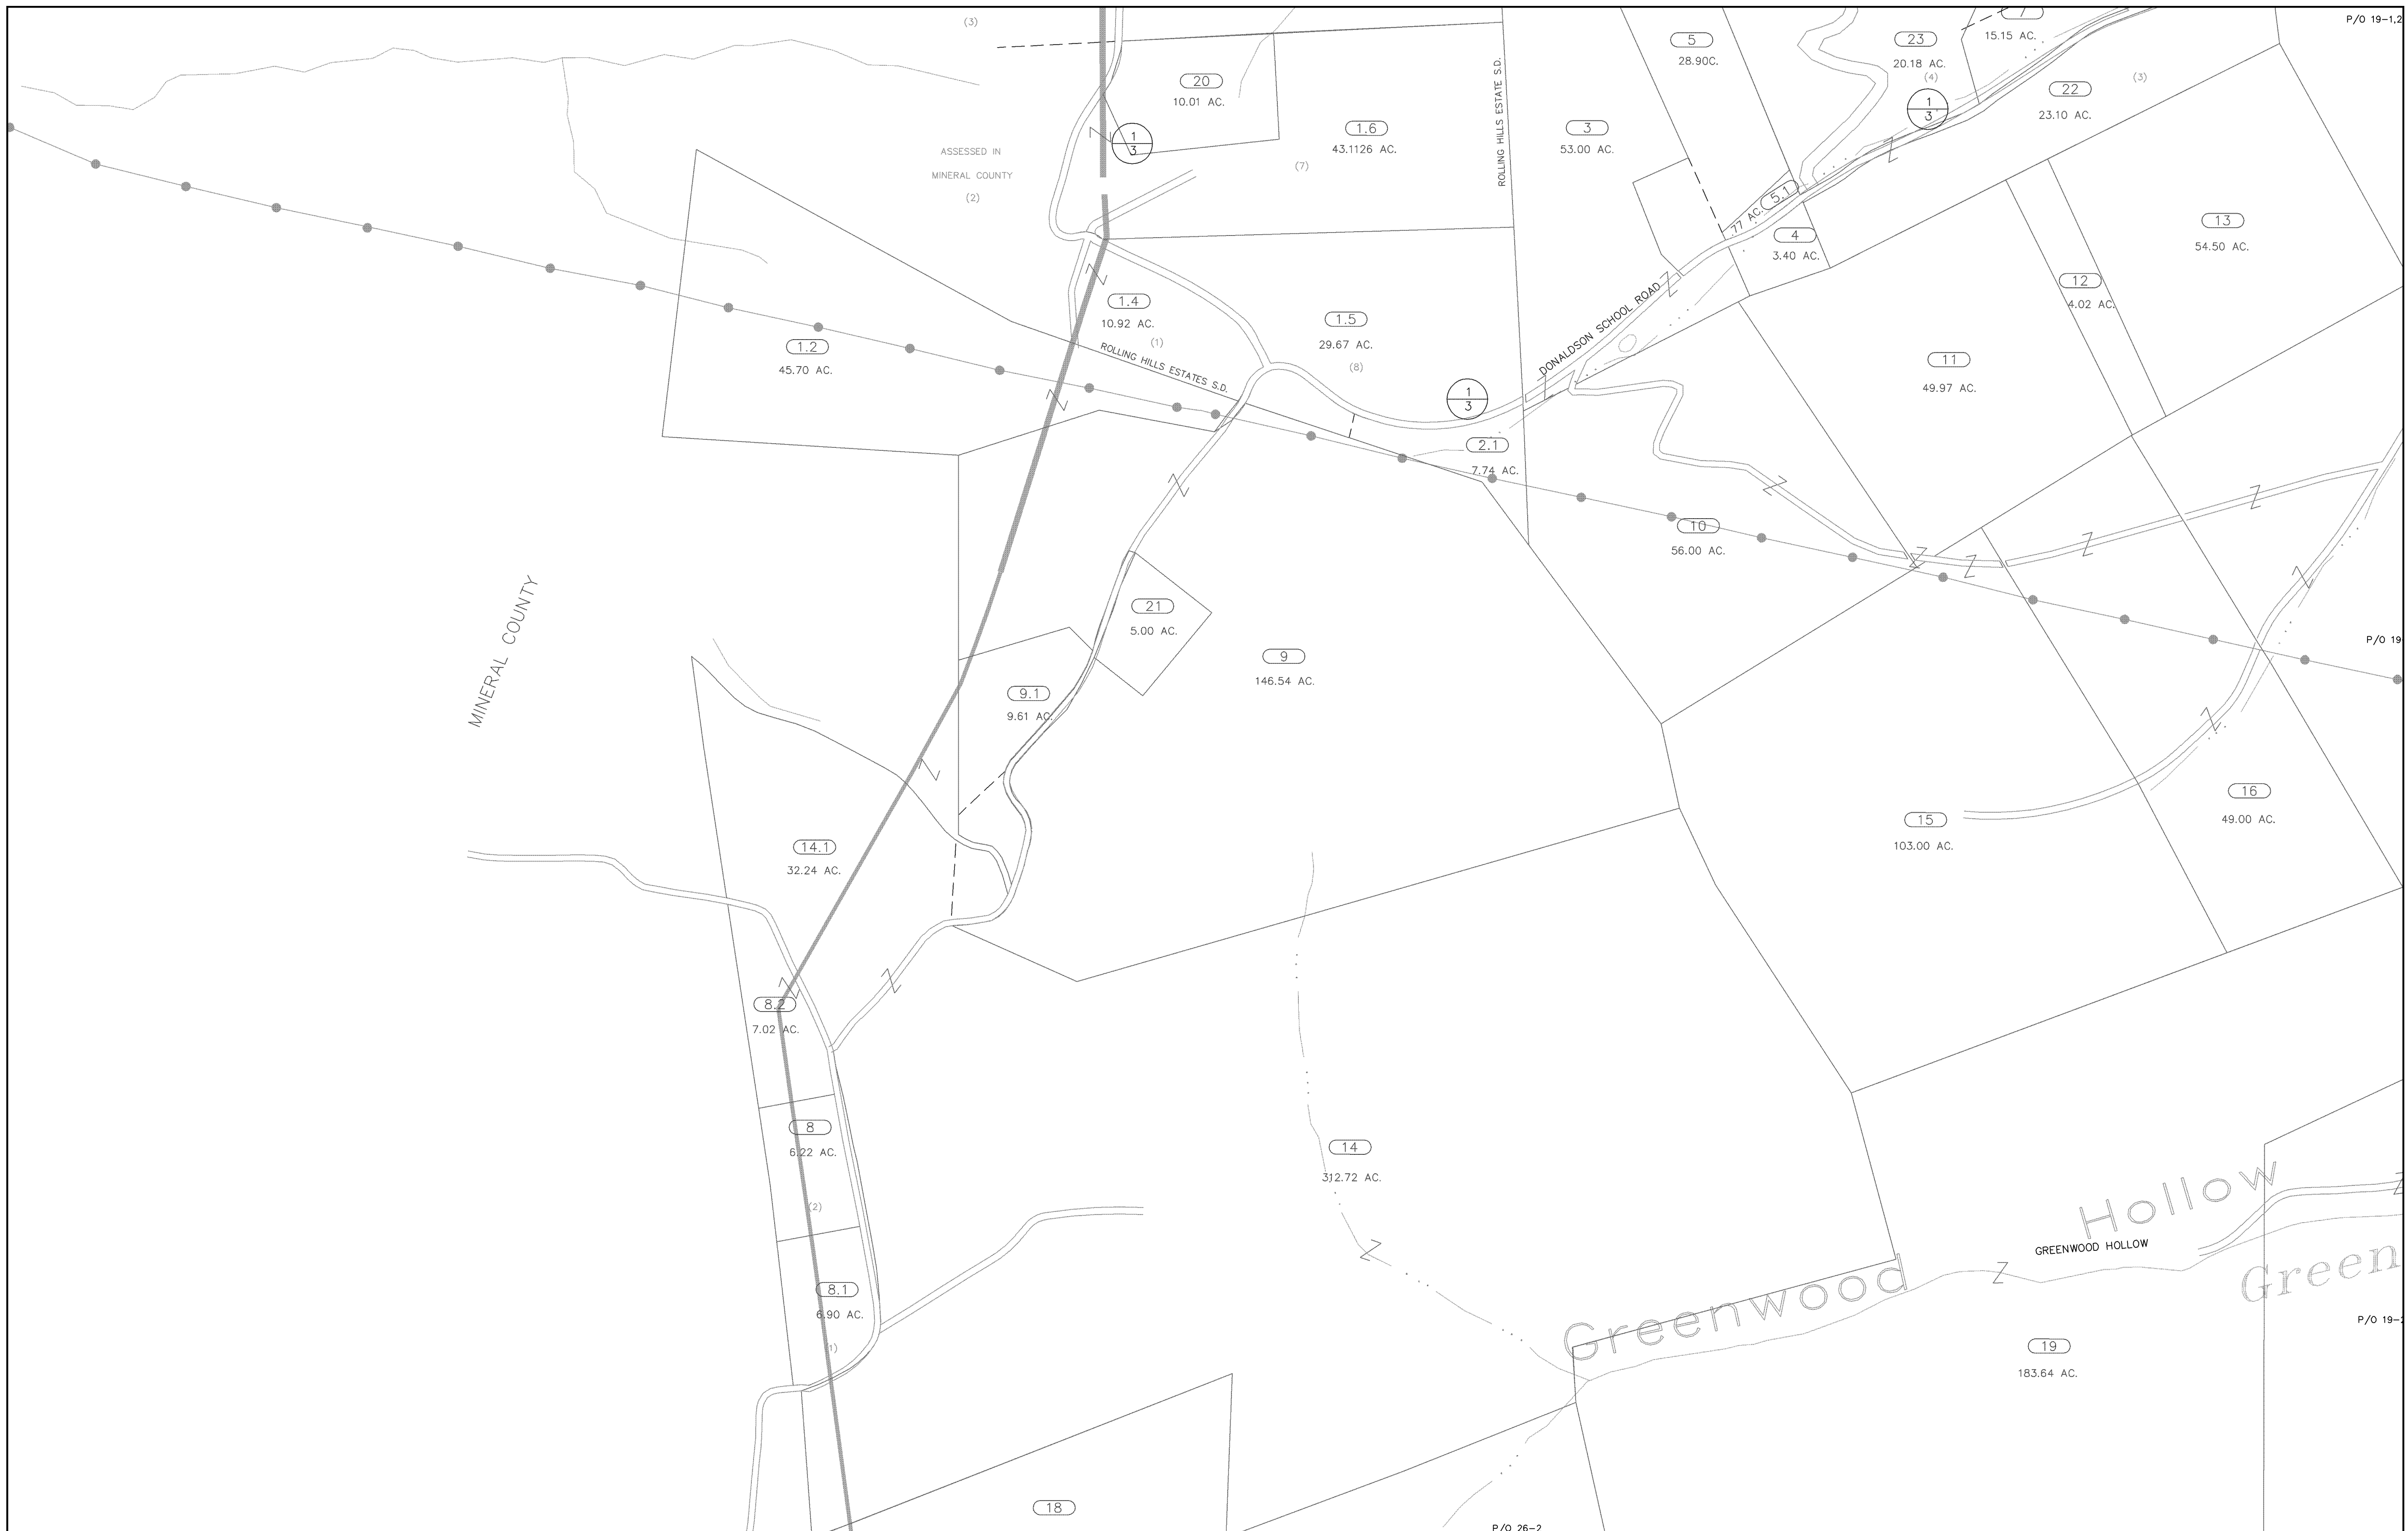 (3)
P/O 19-1,2
7
15.15 AC.
5
28.90C.
23
20.18 AC.
(4)
(3)
20
10.01 AC.
22
23.10 AC.
1
3
ROLLING HILLS ESTATE S.D.
1.6
43.1126 AC.
(7)
3
53.00 AC.
1
3
ASSESSED IN
MINERAL COUNTY
(2)
5.1
.77 AC.
4
3.40 AC.
13
54.50 AC.
12
4.02 AC.
1.4
10.92 AC.
(1)
1.5
29.67 AC.
(8)
DONALDSON SCHOOL ROAD
1.2
45.70 AC.
ROLLING HILLS ESTATES S.D.
11
49.97 AC.
1
3
2.1
7.74 AC.
10
56.00 AC.
MINERAL COUNTY
21
5.00 AC.
9
146.54 AC.
P/O 19
9.1
9.61 AC.
14.1
32.24 AC.
15
103.00 AC.
16
49.00 AC.
8.2
7.02 AC.
8
6.22 AC.
(2)
14
312.72 AC.
Greenwood Hollow
GREENWOOD HOLLOW
Green
8.1
6.90 AC.
1)
P/O 19-
19
183.64 AC.
18
P/O 26-2